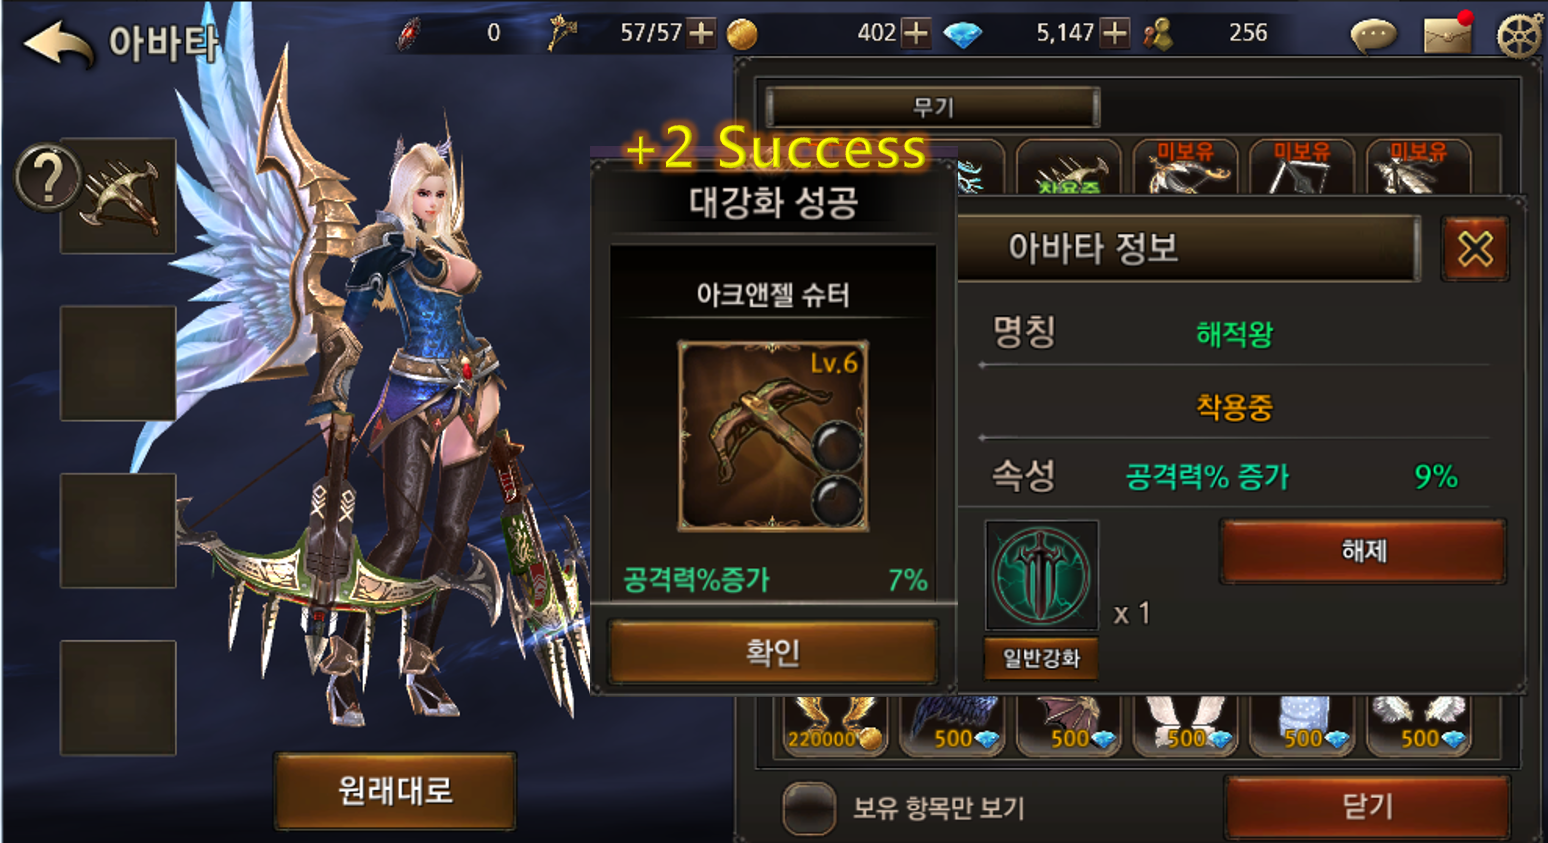 아바타
0
57/57
402
5,147
256
무기
미보유
미보유
미보유
착용중
+2 Success
대강화 성공
아크앤젤 슈터
Lv.6
공격력%증가 7%
확인
아바타 정보
명칭 해적왕
착용중
속성 공격력% 증가 9%
해제
x 1
일반강화
220000
500
500
500
500
500
원래대로
보유 항목만 보기
닫기